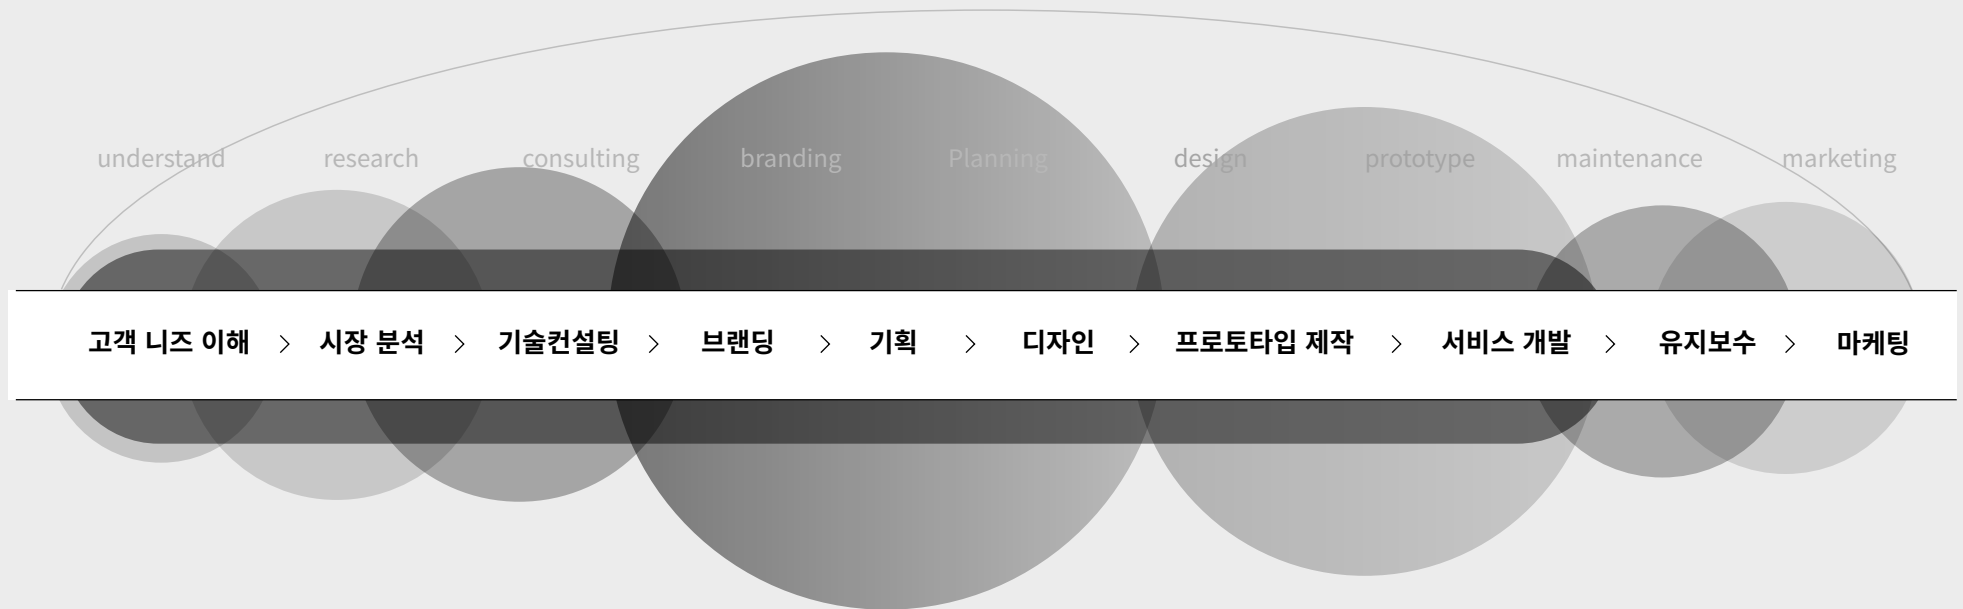 understand research consulting branding Planning design prototype maintenance marketing
고객 니즈 이해 > 시장 분석 > 기술컨설팅 > 브랜딩 > 기획 > 디자인 > 프로토타입 제작 > 서비스 개발 > 유지보수 > 마케팅